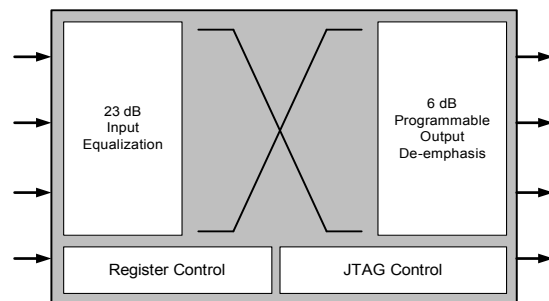 23 dB
Input
Equalization
6 dB
Programmable
Output
De-emphasis
Register Control
JTAG Control